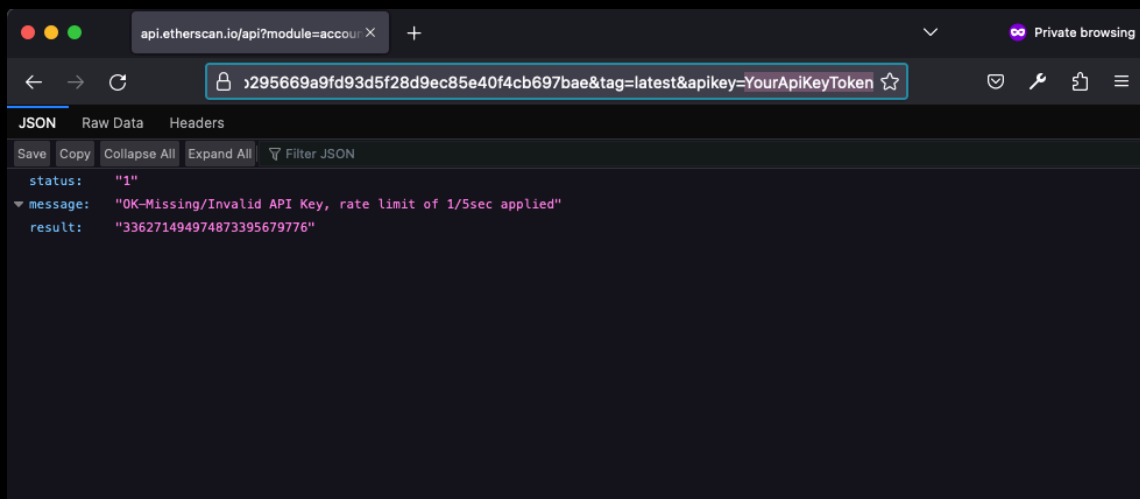 api.etherscan.io/api?module=accour
Private browsing
295669a9fd93d5f28d9ec85e40f4cb697bae&tag=latest&apikey=YourApiKeyToken
JSON Raw Data Headers
Save Copy Collapse All Expand All Filter JSON
status: "1"
message: "OK-Missing/Invalid API Key, rate limit of 1/5sec applied"
result: "336271494974873395679776"